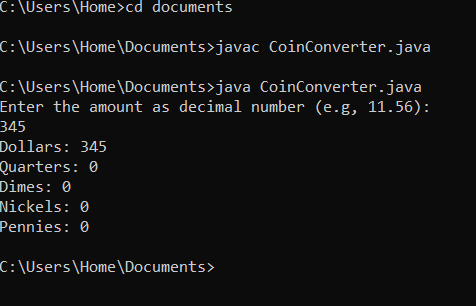 C:\Users\Home>cd documents
C:\Users\Home\Documents>javac CoinConverter.java
C:\Users\Home\Documents>java CoinConverter.java
Enter the amount as decimal number (e.g, 11.56):
345
Dollars: 345
Quarters: 0
Dimes: 0
Nickels: 0
Pennies: 0
C:\Users\Home\Documents>